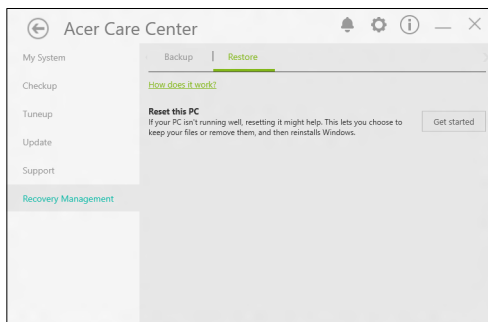 Acer Care Center
My System
Checkup
Tuneup
Update
Support
Recovery Management
Backup
Restore
How does it work?
Reset this PC
If your PC isn't running well, resetting it might help. This lets you choose to
keep your files or remove them, and then reinstalls Windows.
Get started